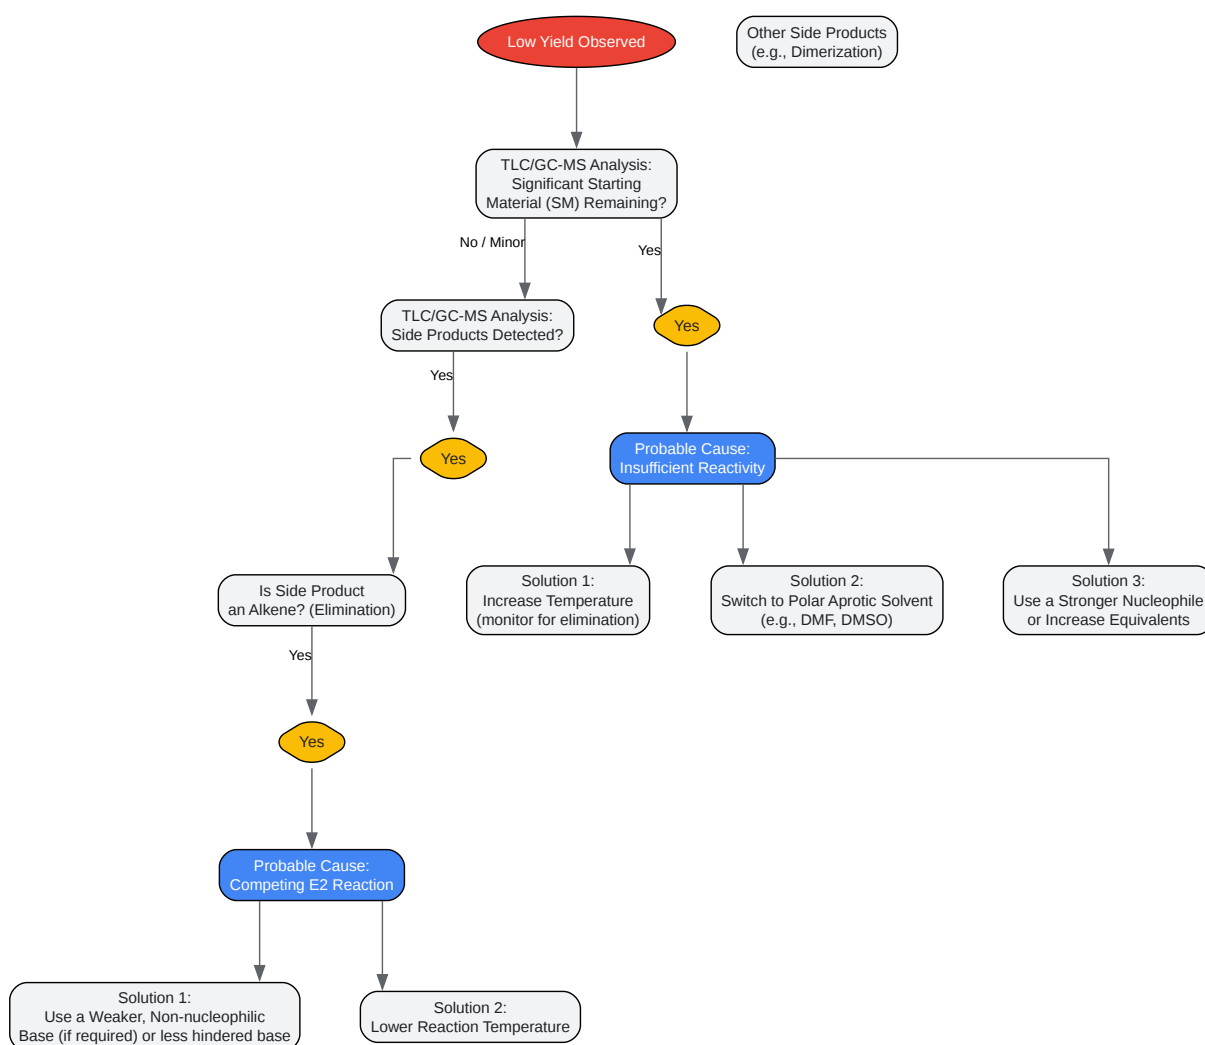 Low Yield Observed
Other Side Products
(e.g., Dimerization)
TLC/GC-MS Analysis:
Significant Starting
Material (SM) Remaining?
No / Minor
Yes
TLC/GC-MS Analysis:
Side Products Detected?
Yes
Yes
Yes
Probable Cause:
Insufficient Reactivity
Is Side Product
an Alkene? (Elimination)
Solution 1:
Increase Temperature
(monitor for elimination)
Solution 2:
Switch to Polar Aprotic Solvent
(e.g., DMF, DMSO)
Solution 3:
Use a Stronger Nucleophile
or Increase Equivalents
Yes
Yes
Probable Cause:
Competing E2 Reaction
Solution 1:
Use a Weaker, Non-nucleophilic
Base (if required) or less hindered base
Solution 2:
Lower Reaction Temperature